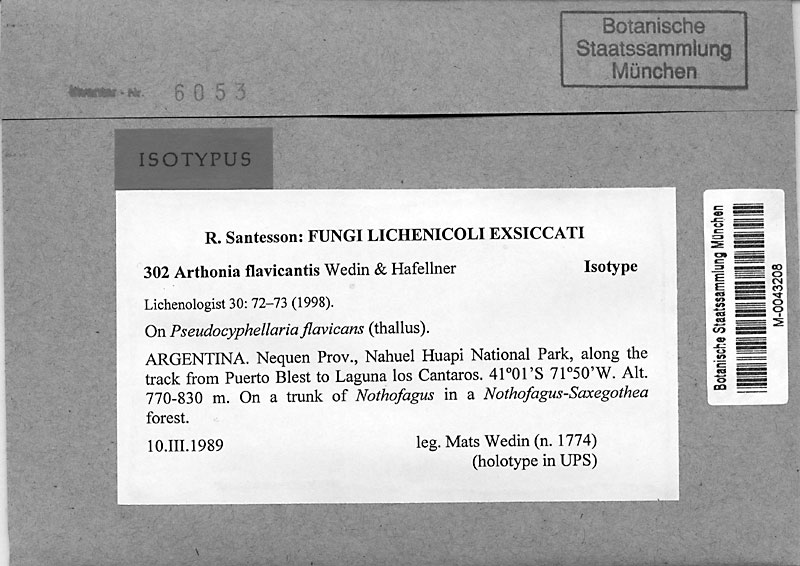 Botanische
Staatssammlung
München
Inventar - Nr. 6053
ISOTYPUS
R. Santesson: FUNGI LICHENICOLI EXSICCATI
302 Arthonia flavicantis Wedin & Hafellner Isotype
Lichenologist 30: 72–73 (1998).
On Pseudocyphellaria flavicans (thallus).
ARGENTINA. Nequen Prov., Nahuel Huapi National Park, along the
track from Puerto Blest to Laguna los Cantaros. 41°01'S 71°50'W. Alt.
770-830 m. On a trunk of Nothofagus in a Nothofagus-Saxegothea
forest.
10.III.1989 leg. Mats Wedin (n. 1774)
(holotype in UPS)
Botanische Staatssammlung München
M-0043208